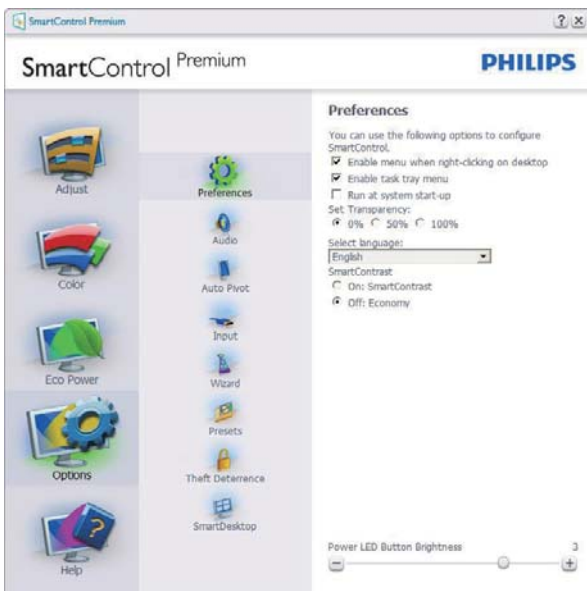 SmartControl Premium
? X
SmartControl Premium
PHILIPS
Adjust
Color
Eco Power
Options
Help
Preferences
Audio
Auto Pivot
Input
Wizard
Presets
Theft Deterrence
SmartDesktop
Preferences
You can use the following options to configure
SmartControl.
Enable menu when right-clicking on desktop
Enable task tray menu
Run at system start-up
Set Transparency:
0% 50% 100%
Select language:
English
SmartContrast
On: SmartContrast
Off: Economy
Power LED Button Brightness 3